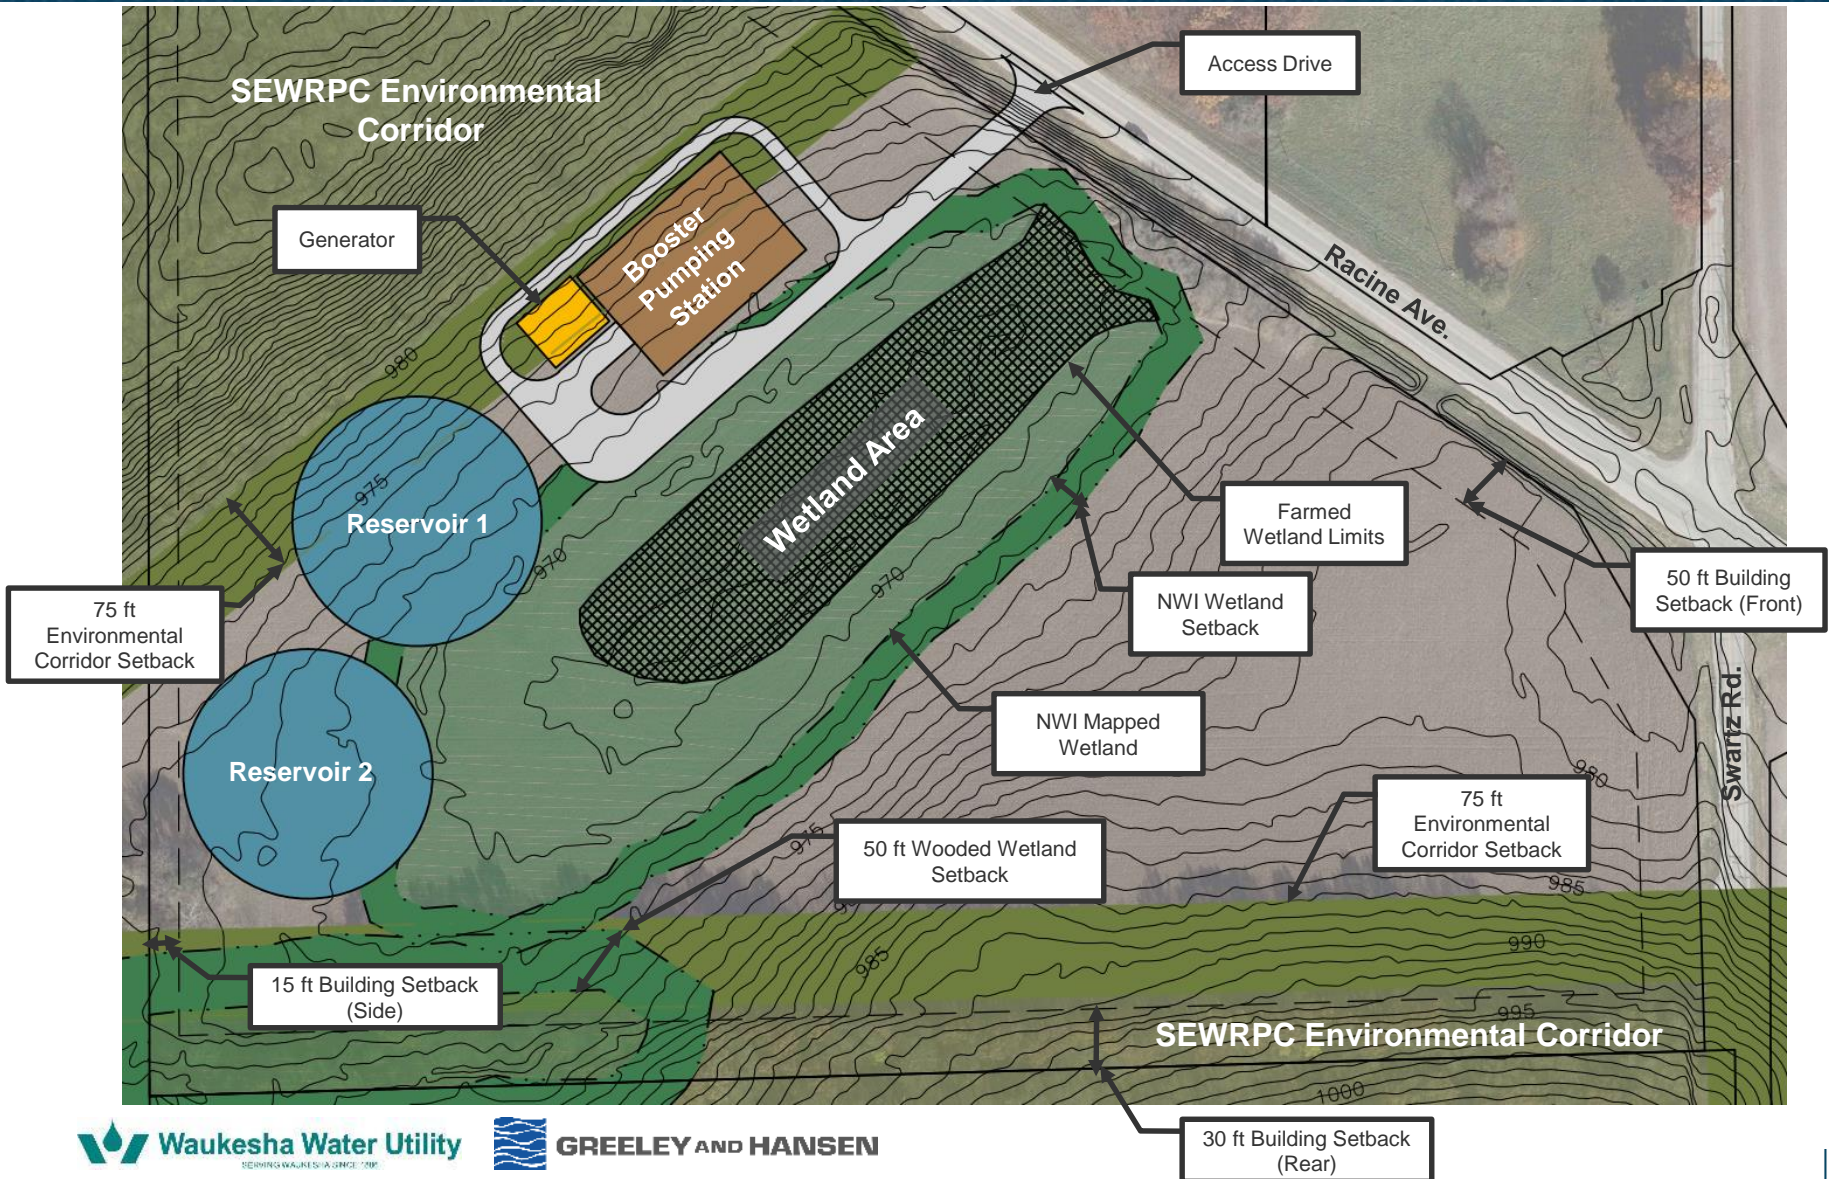 SEWRPC Environmental
Corridor
Access Drive
Generator
Booster
Pumping
Station
Racine Ave.
980
975
Reservoir 1
970
Wetland Area
970
Farmed
Wetland Limits
50 ft Building
Setback (Front)
NWI Wetland
Setback
75 ft
Environmental
Corridor Setback
NWI Mapped
Wetland
Swartz Rd.
Reservoir 2
980
75 ft
Environmental
Corridor Setback
975
50 ft Wooded Wetland
Setback
985
985
990
15 ft Building Setback
(Side)
995
SEWRPC Environmental Corridor
1000
30 ft Building Setback
(Rear)
Waukesha Water Utility
SERVING WAUKESHA SINCE 1886
GREELEY AND HANSEN